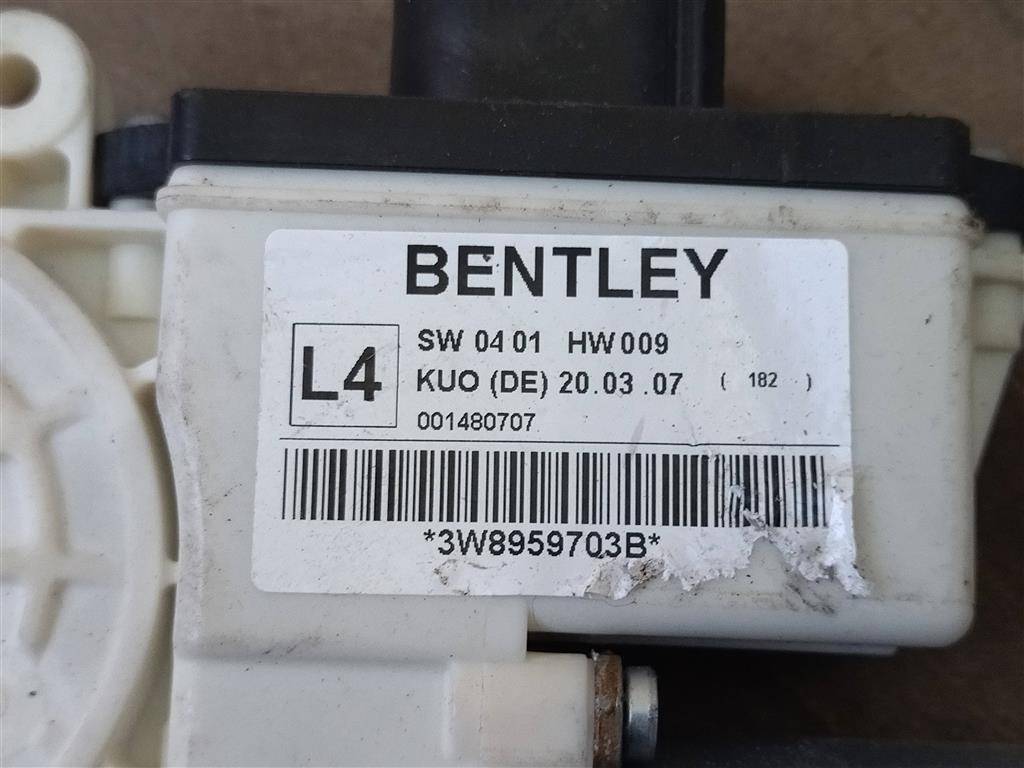 BENTLEY
L4
SW 04 01 HW 009
KUO (DE) 20.03.07 ( 182 )
001480707
*3W8959703B*